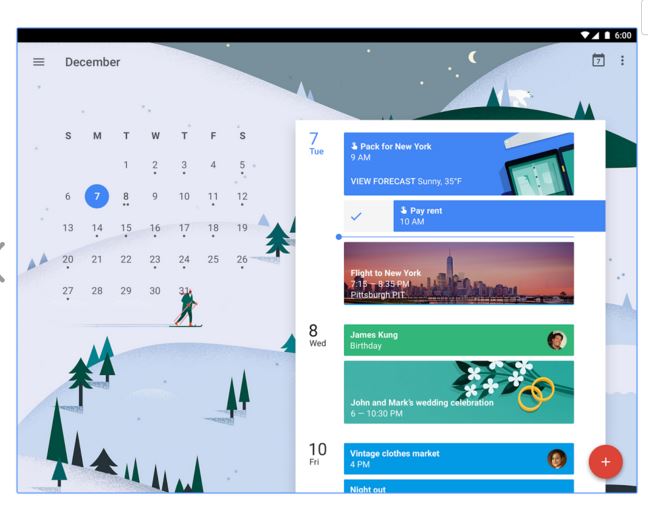 6:00
December
7
S M T W T F S
1 2 3 4 5
6 7 8 9 10 11 12
13 14 15 16 17 18 19
20 21 22 23 24 25 26
27 28 29 30 31
7
Tue
Pack for New York
9 AM
VIEW FORECAST Sunny, 35°F
Pay rent
10 AM
Flight to New York
7:15 – 8:35 PM
Pittsburgh PIT
8
Wed
James Kung
Birthday
John and Mark's wedding celebration
6 – 10:30 PM
10
Fri
Vintage clothes market
4 PM
Night out